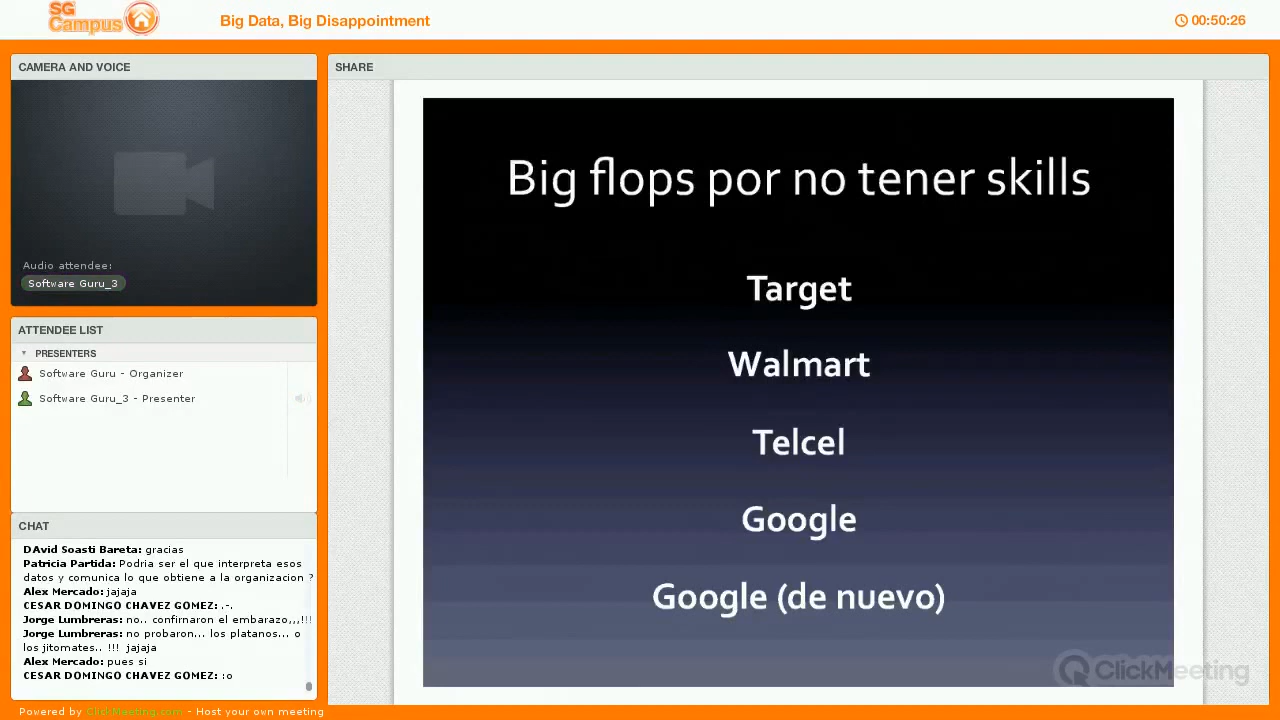 SG
Campus
Big Data, Big Disappointment
00:50:26
CAMERA AND VOICE
Audio attendee:
Software Guru_3
ATTENDEE LIST
PRESENTERS
Software Guru - Organizer
Software Guru_3 - Presenter
CHAT
DAvid Soasti Bareta: gracias
Patricia Partida: Podria ser el que interpreta esos
datos y comunica lo que obtiene a la organizacion ?
Alex Mercado: jajaja
CESAR DOMINGO CHAVEZ GOMEZ: .-.
Jorge Lumbreras: no.. confirnaron el embarazo,,,!!!
Jorge Lumbreras: no probaron... los platanos... o
los jitomates.. !!! jajaja
Alex Mercado: pues si
CESAR DOMINGO CHAVEZ GOMEZ: :o
Powered by ClickMeeting.com - Host your own meeting
SHARE
Big flops por no tener skills
Target
Walmart
Telcel
Google
Google (de nuevo)
ClickMeeting